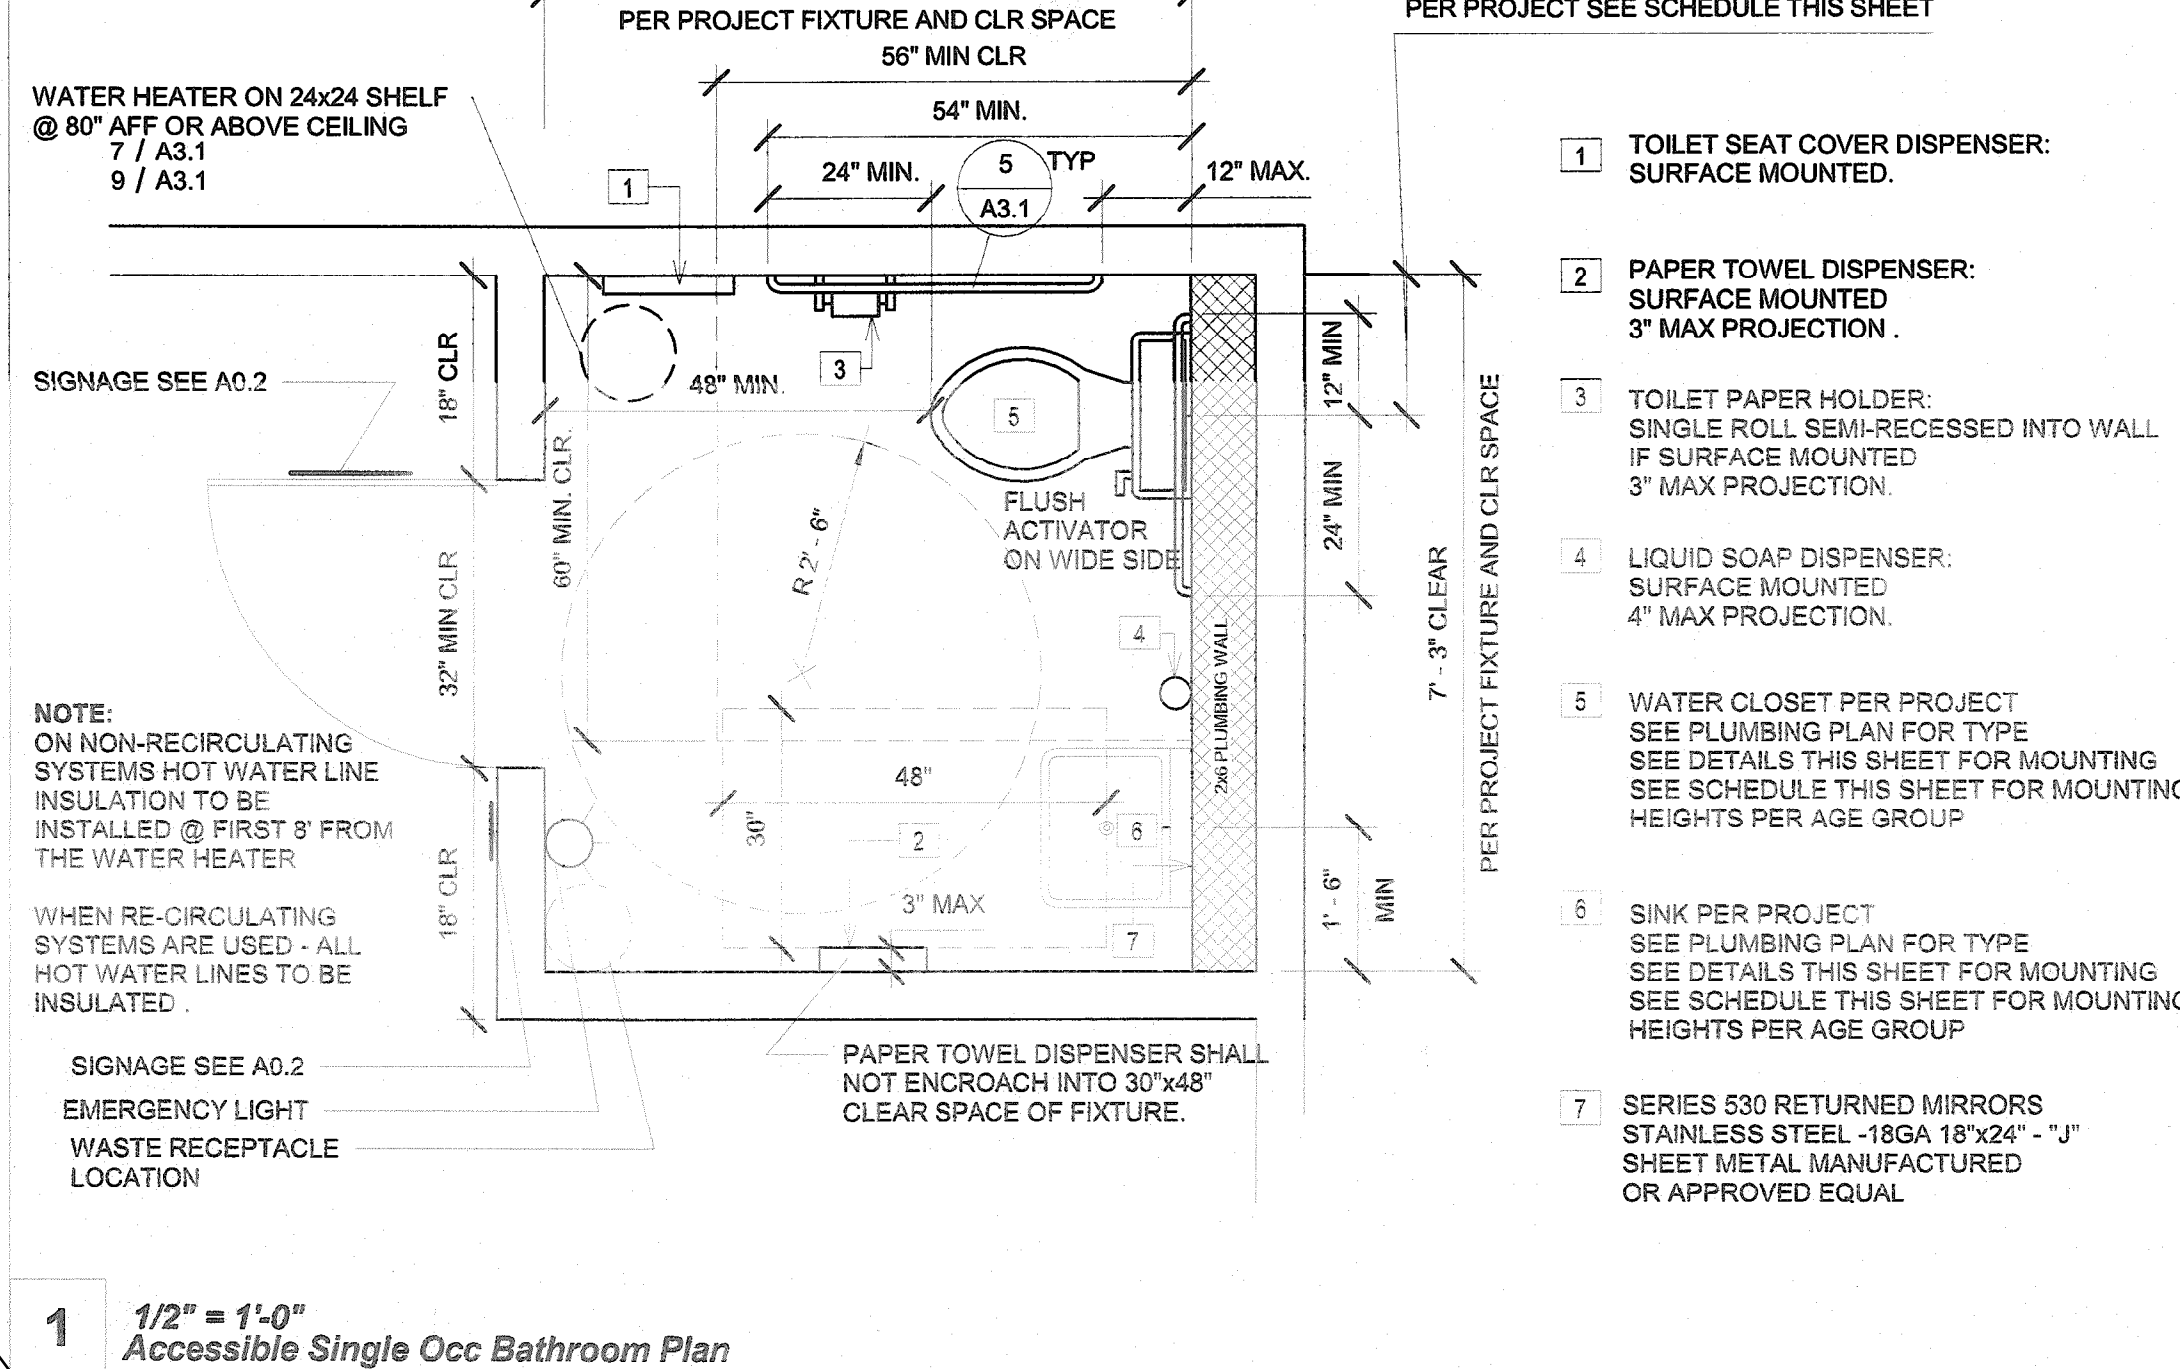 PER PROJECT FIXTURE AND CLR SPACE
PER PROJECT SEE SCHEDULE THIS SHEET
56" MIN CLR
54" MIN.
24" MIN.
5
A3.1
TYP
12" MAX.
WATER HEATER ON 24x24 SHELF
@ 80" AFF OR ABOVE CEILING
7 / A3.1
9 / A3.1
1
SIGNAGE SEE A0.2
18" CLR
48" MIN.
3
5
12" MIN
60" MIN. CLR.
R 2' - 6"
FLUSH
ACTIVATOR
ON WIDE SIDE
24" MIN
32" MIN CLR
4
2x6 PLUMBING WALL
7' - 3" CLEAR
PER PROJECT FIXTURE AND CLR SPACE
NOTE:
ON NON-RECIRCULATING
SYSTEMS HOT WATER LINE
INSULATION TO BE
INSTALLED @ FIRST 8' FROM
THE WATER HEATER
WHEN RE-CIRCULATING
SYSTEMS ARE USED - ALL
HOT WATER LINES TO BE
INSULATED .
48"
30"
2
6
18" CLR
3" MAX
7
1' - 6"
MIN
SIGNAGE SEE A0.2
EMERGENCY LIGHT
WASTE RECEPTACLE
LOCATION
PAPER TOWEL DISPENSER SHALL
NOT ENCROACH INTO 30"x48"
CLEAR SPACE OF FIXTURE.
1 TOILET SEAT COVER DISPENSER:
SURFACE MOUNTED.
2 PAPER TOWEL DISPENSER:
SURFACE MOUNTED
3" MAX PROJECTION .
3 TOILET PAPER HOLDER:
SINGLE ROLL SEMI-RECESSED INTO WALL
IF SURFACE MOUNTED
3" MAX PROJECTION.
4 LIQUID SOAP DISPENSER:
SURFACE MOUNTED
4" MAX PROJECTION.
5 WATER CLOSET PER PROJECT
SEE PLUMBING PLAN FOR TYPE
SEE DETAILS THIS SHEET FOR MOUNTING
SEE SCHEDULE THIS SHEET FOR MOUNTING
HEIGHTS PER AGE GROUP
6 SINK PER PROJECT
SEE PLUMBING PLAN FOR TYPE
SEE DETAILS THIS SHEET FOR MOUNTING
SEE SCHEDULE THIS SHEET FOR MOUNTING
HEIGHTS PER AGE GROUP
7 SERIES 530 RETURNED MIRRORS
STAINLESS STEEL -18GA 18"x24" - "J"
SHEET METAL MANUFACTURED
OR APPROVED EQUAL
1
1/2" = 1'-0"
Accessible Single Occ Bathroom Plan